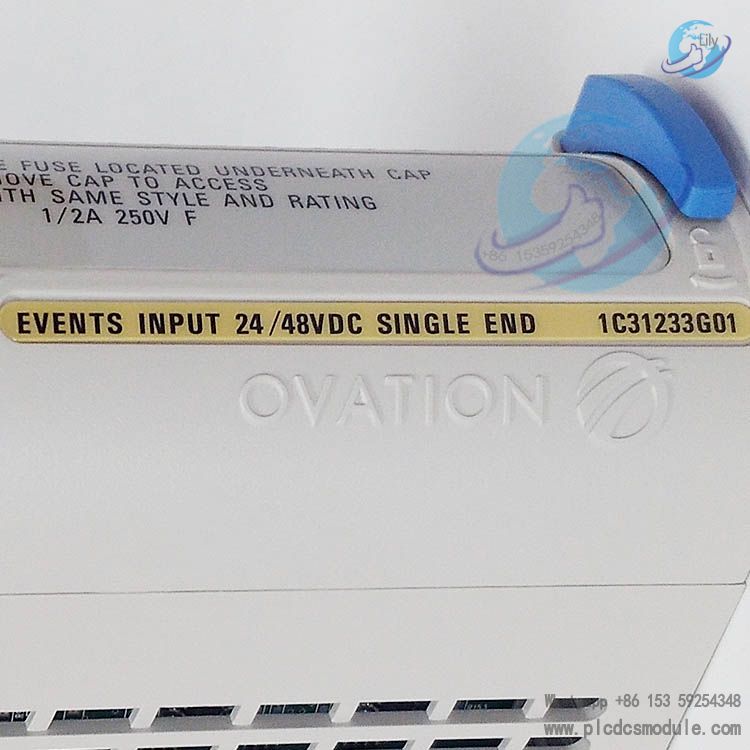 Lily
E FUSE LOCATED UNDERNEATH CAP
OVE CAP TO ACCESS
TH SAME STYLE AND RATING
1/2A 250V F
+86 15359254348
EVENTS INPUT 24/48VDC SINGLE END 1C31233G01
OVATION
+86 153 59254348
www.plcdcsmodule.com